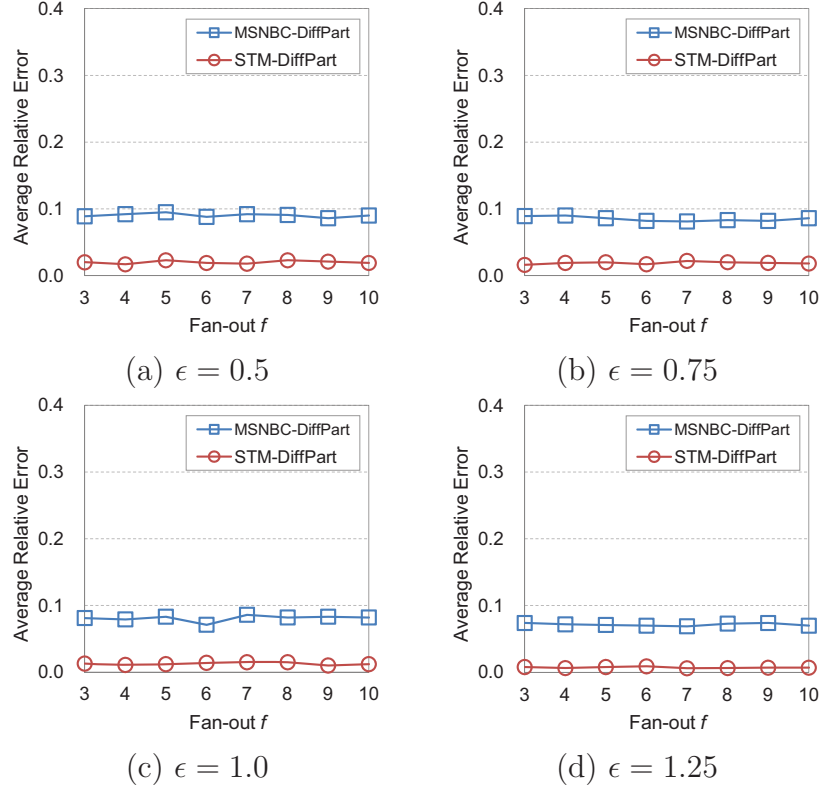 0.4
MSNBC-DiffPart
STM-DiffPart
0.3
0.2
0.1
0.0
Average Relative Error
3 4 5 6 7 8 9 10
Fan-out f
(a) ϵ = 0.5
0.4
MSNBC-DiffPart
STM-DiffPart
0.3
0.2
0.1
0.0
Average Relative Error
3 4 5 6 7 8 9 10
Fan-out f
(b) ϵ = 0.75
0.4
MSNBC-DiffPart
STM-DiffPart
0.3
0.2
0.1
0.0
Average Relative Error
3 4 5 6 7 8 9 10
Fan-out f
(c) ϵ = 1.0
0.4
MSNBC-DiffPart
STM-DiffPart
0.3
0.2
0.1
0.0
Average Relative Error
3 4 5 6 7 8 9 10
Fan-out f
(d) ϵ = 1.25